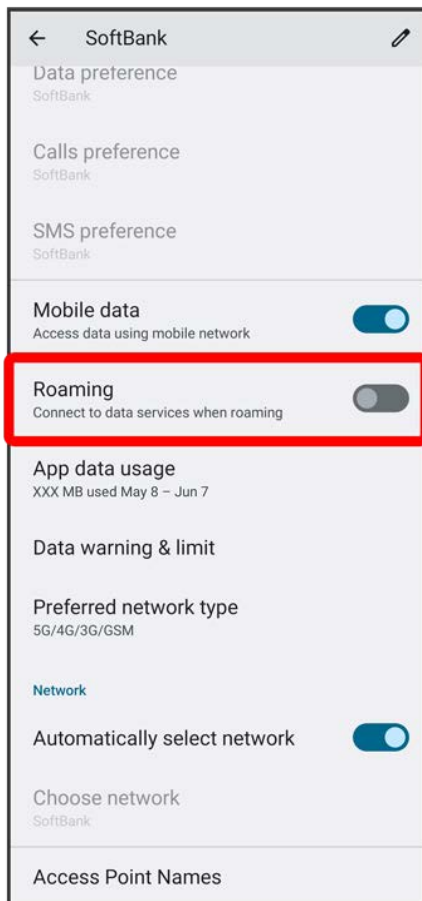 SoftBank
Data preference
SoftBank
Calls preference
SoftBank
SMS preference
SoftBank
Mobile data
Access data using mobile network
Roaming
Connect to data services when roaming
App data usage
XXX MB used May 8 – Jun 7
Data warning & limit
Preferred network type
5G/4G/3G/GSM
Network
Automatically select network
Choose network
SoftBank
Access Point Names